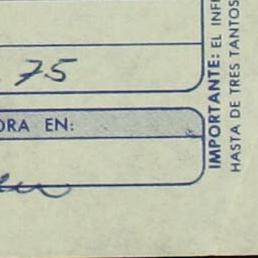 .75
ORA EN:
IMPORTANTE: EL INF
HASTA DE TRES TANTOS